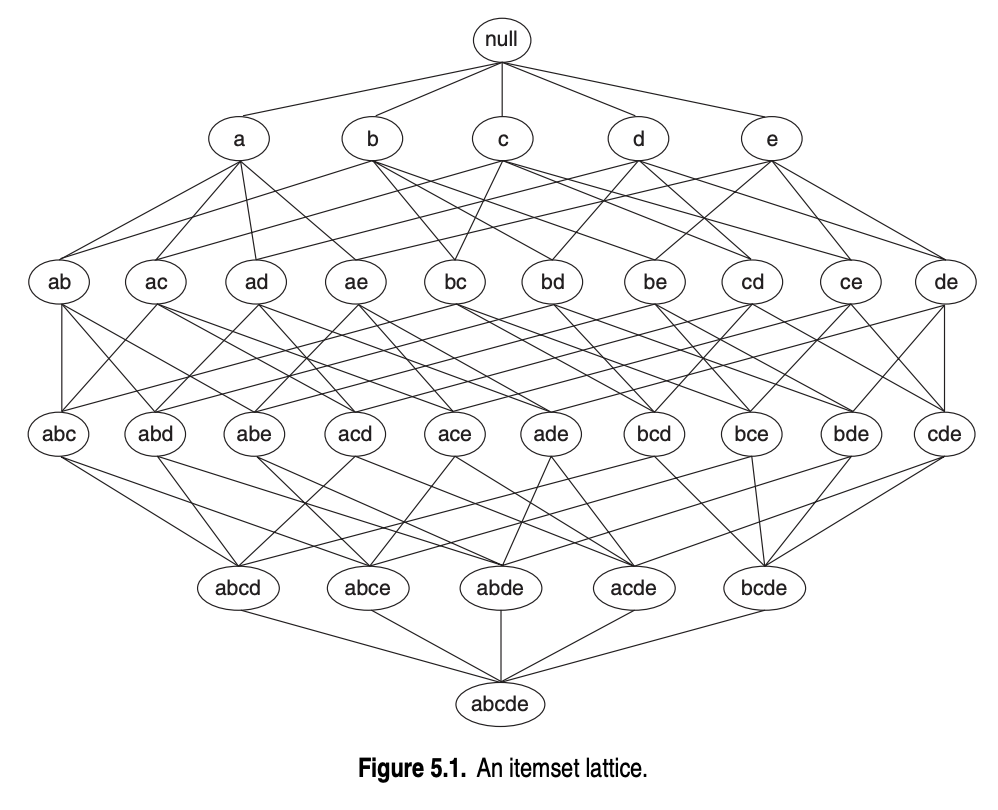 null
a b c d e
ab ac ad ae bc bd be cd ce de
abc abd abe acd ace ade bcd bce bde cde
abcd abce abde acde bcde
abcde
Figure 5.1. An itemset lattice.